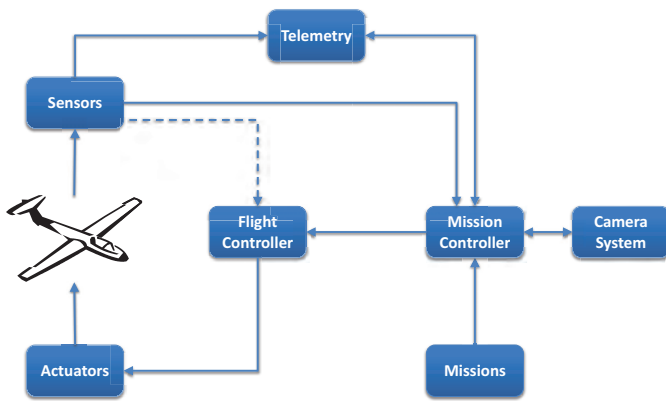 Telemetry
Sensors
Flight
Controller
Mission
Controller
Camera
System
Actuators
Missions